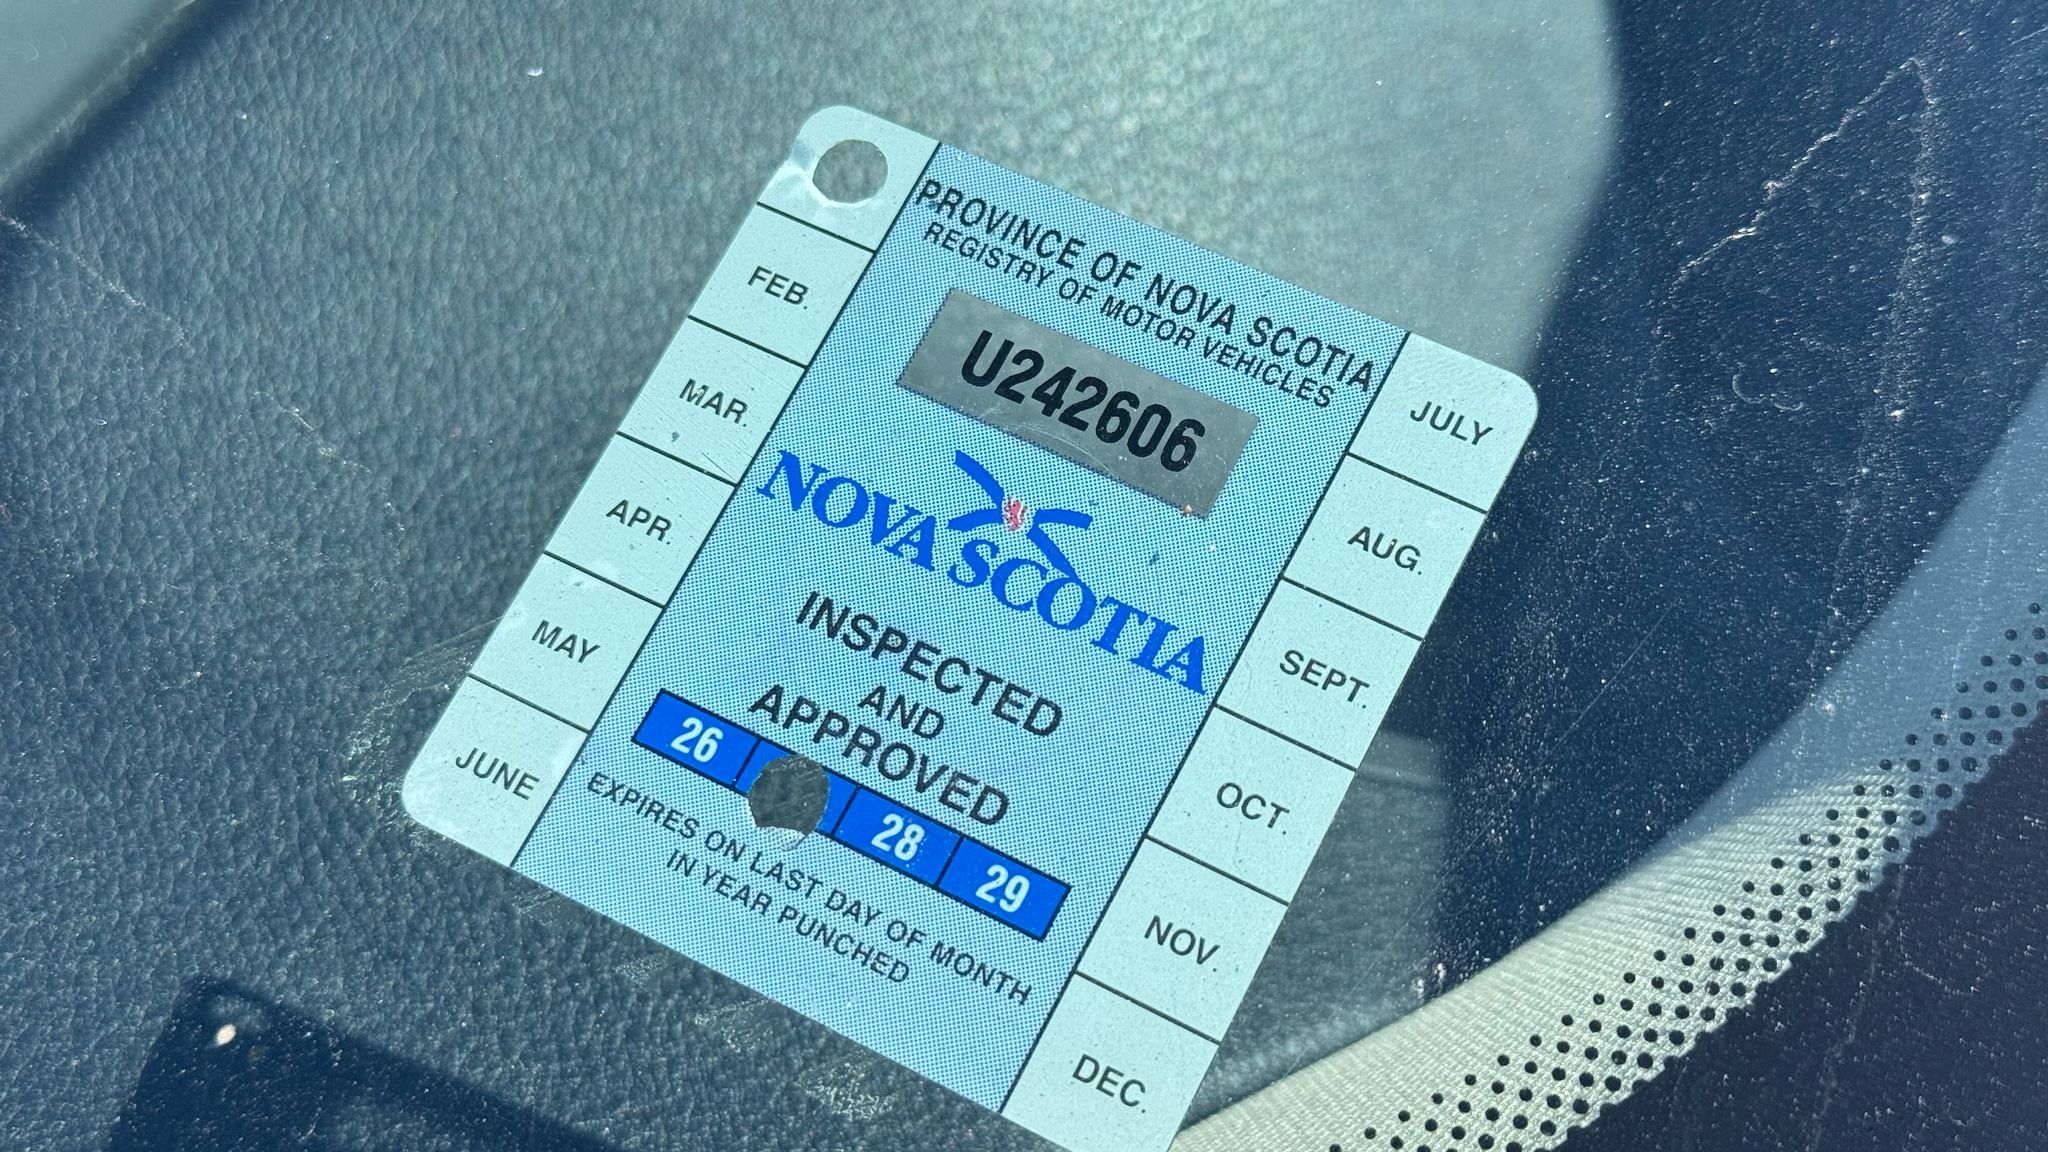 PROVINCE OF NOVA SCOTIA
REGISTRY OF MOTOR VEHICLES
U242606
NOVA SCOTIA
INSPECTED
AND
APPROVED
26 28 29
EXPIRES ON LAST DAY OF MONTH
IN YEAR PUNCHED
FEB.
MAR.
APR.
MAY
JUNE
JULY
AUG.
SEPT.
OCT.
NOV.
DEC.